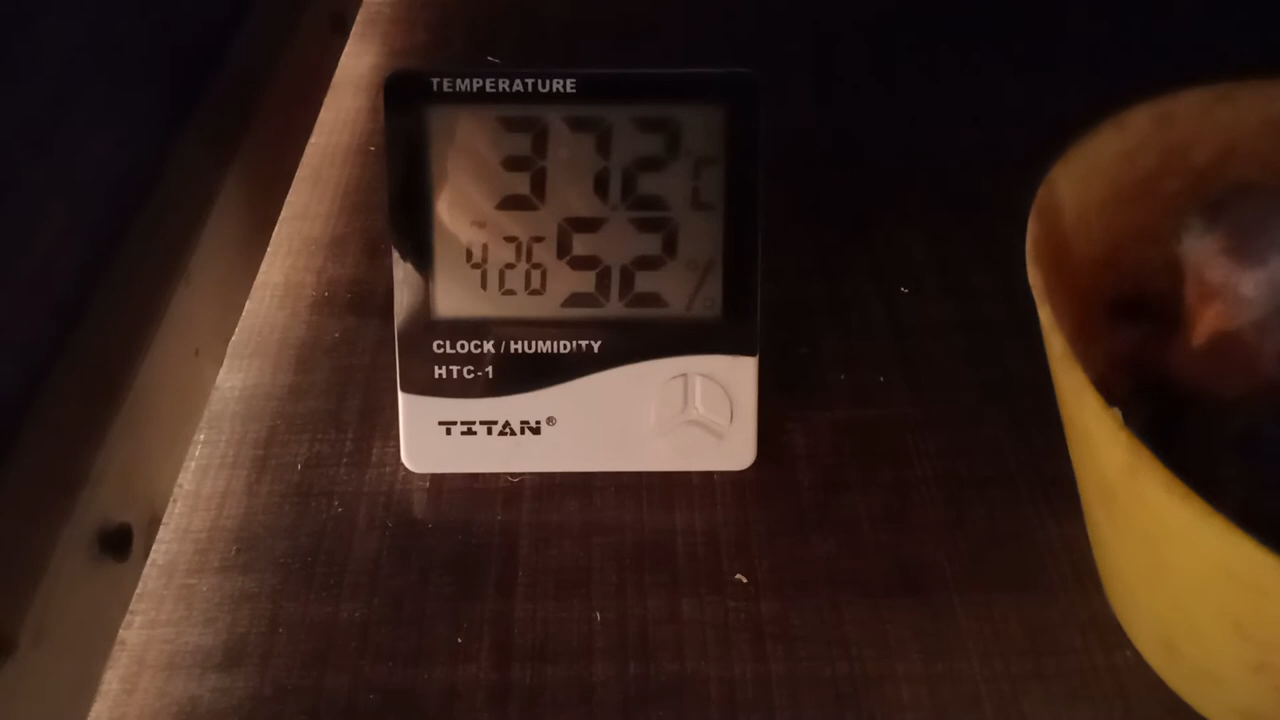 TEMPERATURE
37.2 °C
4 26 52 %
CLOCK / HUMIDITY
HTC-1
TITAN®